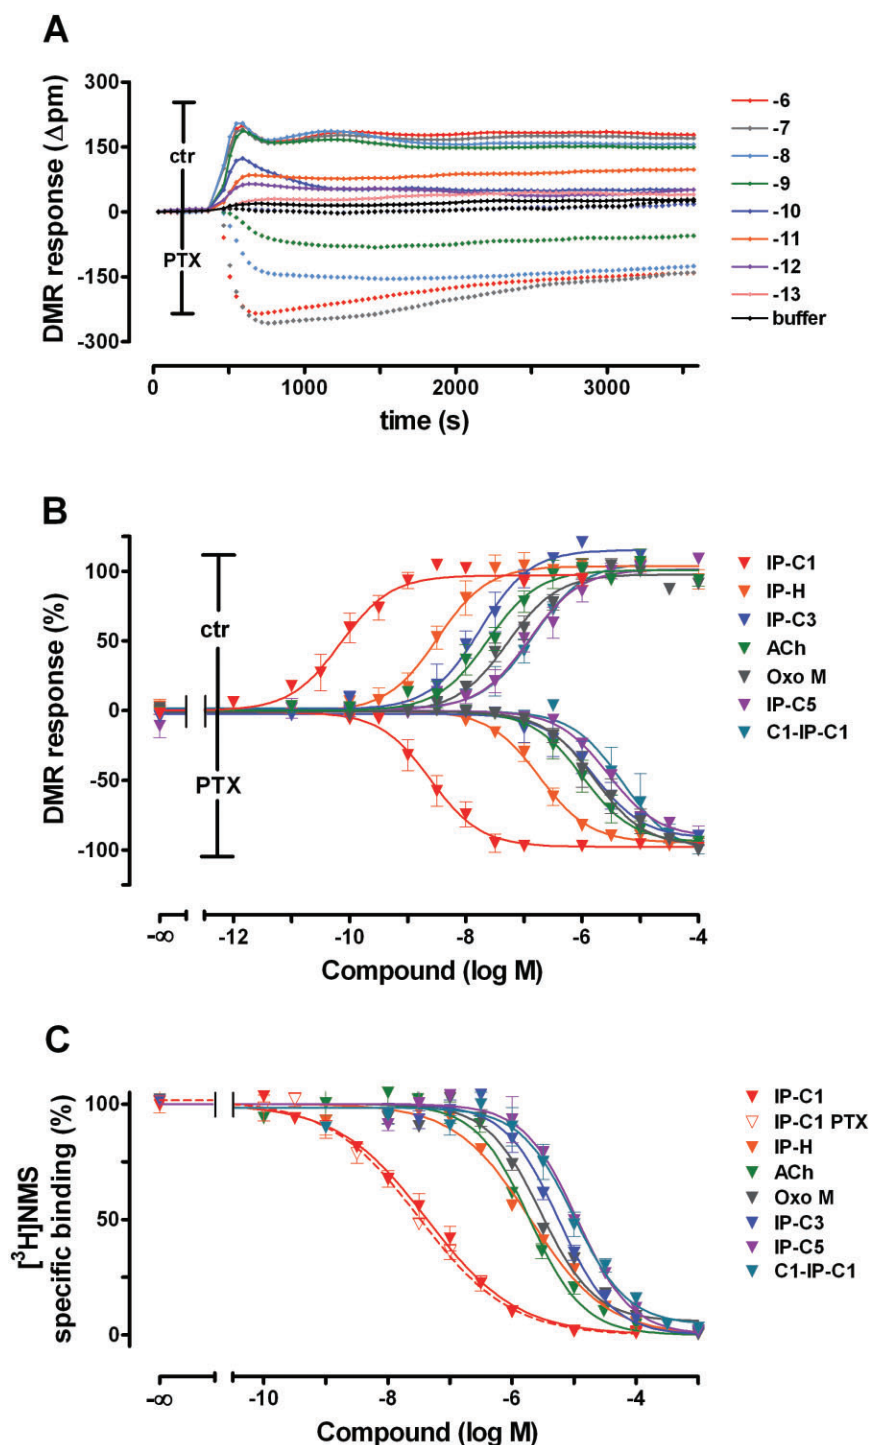 A
DMR response (Δpm)
300
150
0
-150
-300
ctr
PTX
0 1000 2000 3000
time (s)
-6
-7
-8
-9
-10
-11
-12
-13
buffer
B
DMR response (%)
100
50
0
-50
-100
ctr
PTX
-∞ -12 -10 -8 -6 -4
Compound (log M)
IP-C1
IP-H
IP-C3
ACh
Oxo M
IP-C5
C1-IP-C1
C
[³H]NMS
specific binding (%)
100
50
0
-∞ -10 -8 -6 -4
Compound (log M)
IP-C1
IP-C1 PTX
IP-H
ACh
Oxo M
IP-C3
IP-C5
C1-IP-C1